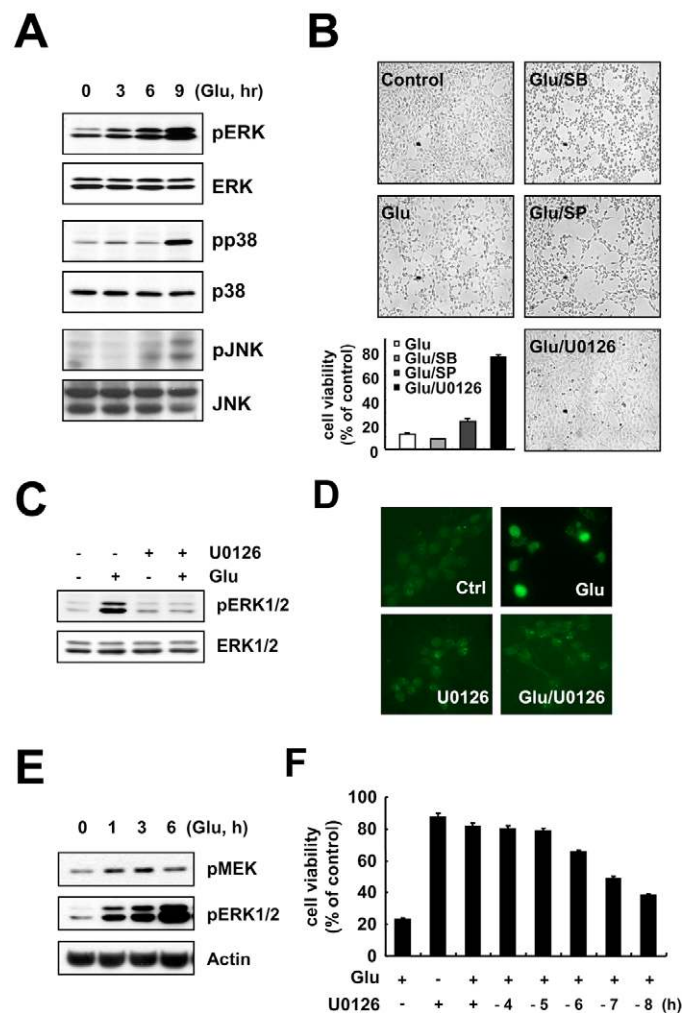 A
0 3 6 9 (Glu, hr)
pERK
ERK
pp38
p38
pJNK
JNK
B
Control
Glu/SB
Glu
Glu/SP
Glu/U0126
cell viability
(% of control)
80
60
40
20
0
Glu
Glu/SB
Glu/SP
Glu/U0126
C
- - + + U0126
- + - + Glu
pERK1/2
ERK1/2
D
Ctrl
Glu
U0126
Glu/U0126
E
0 1 3 6 (Glu, h)
pMEK
pERK1/2
Actin
F
cell viability
(% of control)
100
80
60
40
20
0
Glu + - + + + + + +
U0126 - + + -4 -5 -6 -7 -8 (h)